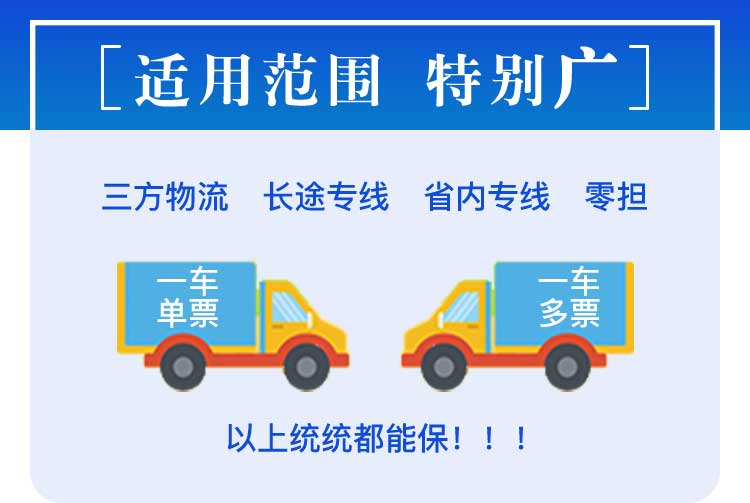 适用范围 特别广
三方物流 长途专线 省内专线 零担
一车
单票
一车
多票
以上统统都能保！！！